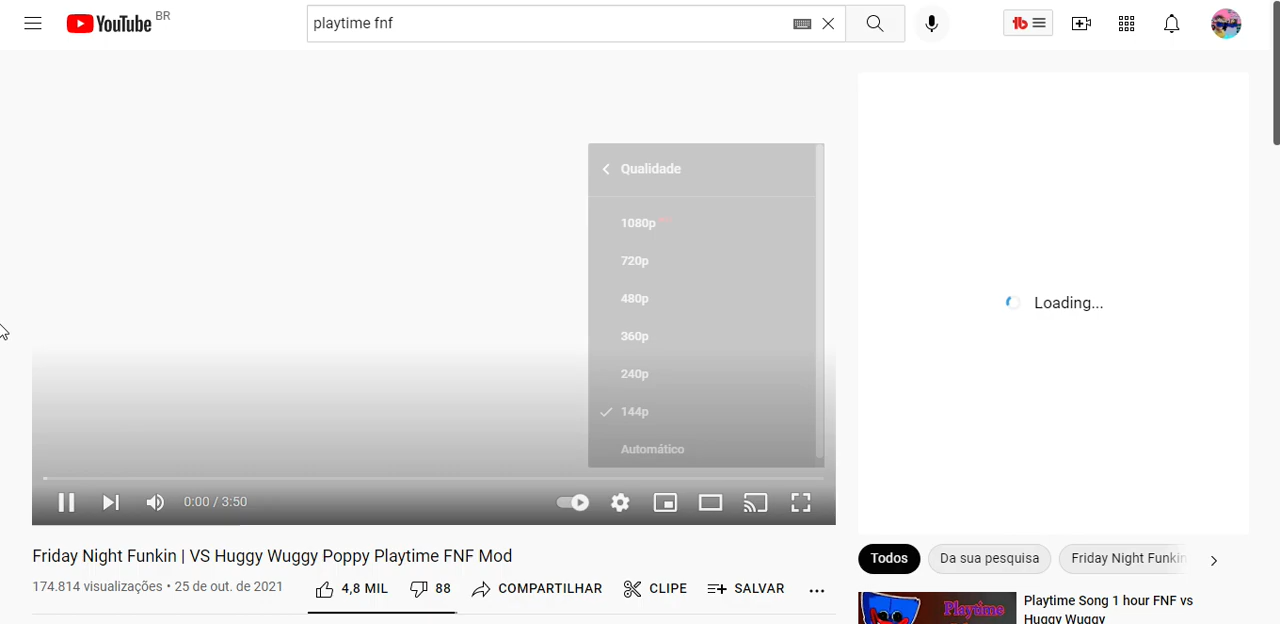 YouTube BR
playtime fnf
Qualidade
1080p
720p
480p
360p
240p
144p
Automático
Loading...
0:00 / 3:50
Friday Night Funkin | VS Huggy Wuggy Poppy Playtime FNF Mod
174.814 visualizações • 25 de out. de 2021
4,8 MIL
88
COMPARTILHAR
CLIPE
SALVAR
Todos
Da sua pesquisa
Friday Night Funkin
Playtime
Playtime Song 1 hour FNF vs
Huggy Wuggy